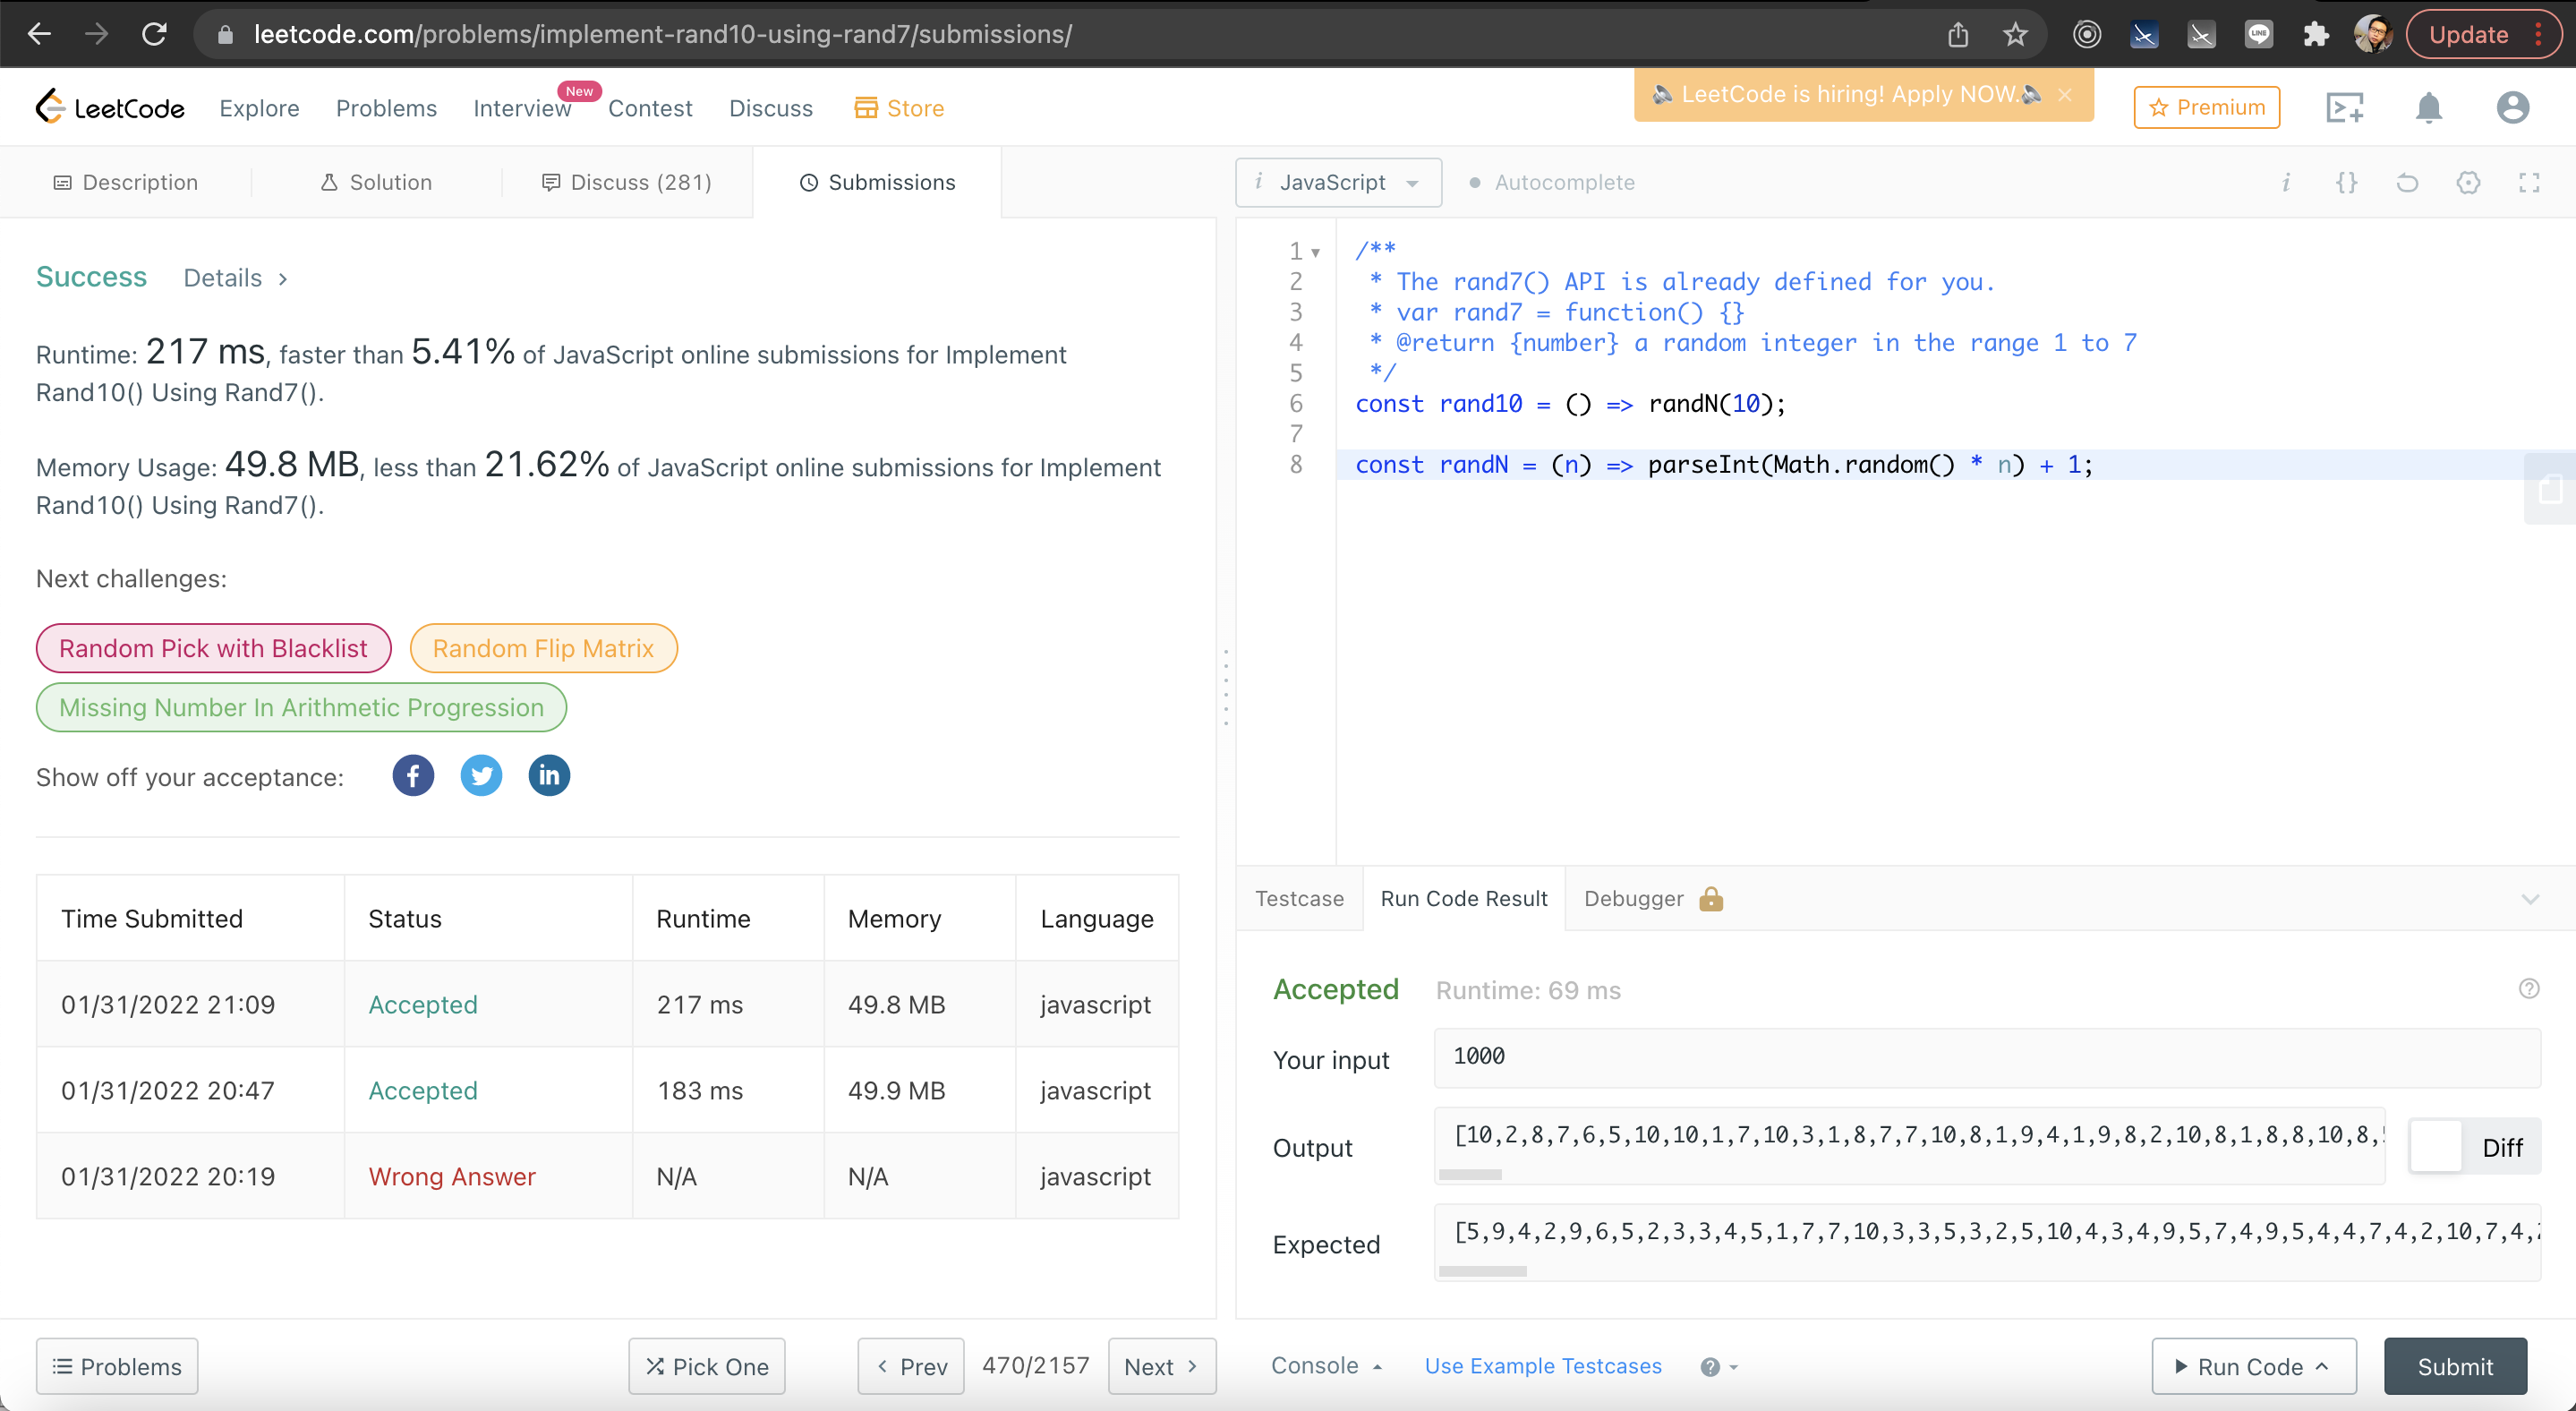 leetcode.com/problems/implement-rand10-using-rand7/submissions/
Update
LeetCode
Explore
Problems
Interview
New
Contest
Discuss
Store
LeetCode is hiring! Apply NOW.
Premium
Description
Solution
Discuss (281)
Submissions
Success
Details
Runtime: 217 ms, faster than 5.41% of JavaScript online submissions for Implement
Rand10() Using Rand7().
Memory Usage: 49.8 MB, less than 21.62% of JavaScript online submissions for Implement
Rand10() Using Rand7().
Next challenges:
Random Pick with Blacklist
Random Flip Matrix
Missing Number In Arithmetic Progression
Show off your acceptance:
Time Submitted Status Runtime Memory Language
01/31/2022 21:09 Accepted 217 ms 49.8 MB javascript
01/31/2022 20:47 Accepted 183 ms 49.9 MB javascript
01/31/2022 20:19 Wrong Answer N/A N/A javascript
Problems
Pick One
Prev
470/2157
Next
i JavaScript
Autocomplete
1 /**
2 * The rand7() API is already defined for you.
3 * var rand7 = function() {}
4 * @return {number} a random integer in the range 1 to 7
5 */
6 const rand10 = () => randN(10);
7
8 const randN = (n) => parseInt(Math.random() * n) + 1;
Testcase
Run Code Result
Debugger
Accepted Runtime: 69 ms
Your input 1000
Output [10,2,8,7,6,5,10,10,1,7,10,3,1,8,7,7,10,8,1,9,4,1,9,8,2,10,8,1,8,8,10,8,
Diff
Expected [5,9,4,2,9,6,5,2,3,3,4,5,1,7,7,10,3,3,5,3,2,5,10,4,3,4,9,5,7,4,9,5,4,4,7,4,2,10,7,4,
Console
Use Example Testcases
Run Code
Submit